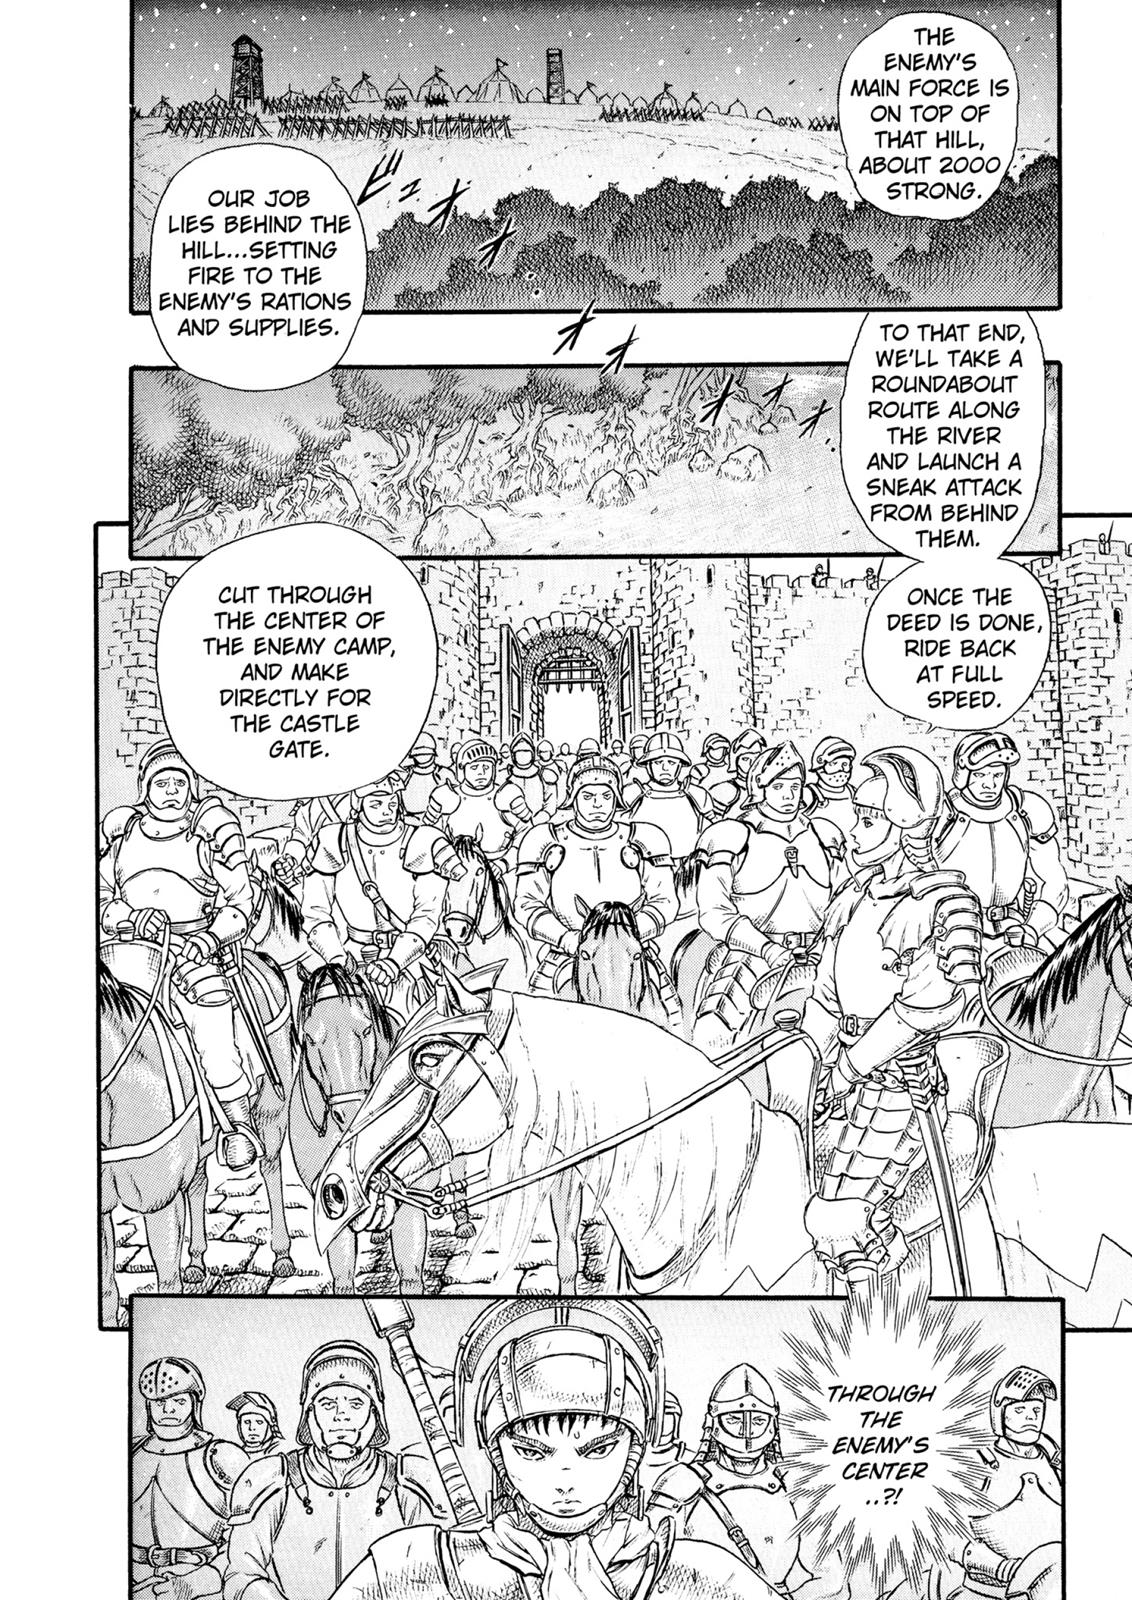 THE
ENEMY'S
MAIN FORCE IS
ON TOP OF
THAT HILL,
ABOUT 2000
STRONG.
OUR JOB
LIES BEHIND THE
HILL...SETTING
FIRE TO THE
ENEMY'S RATIONS
AND SUPPLIES.
ビュ
TO THAT END,
WE'LL TAKE A
ROUNDABOUT
ROUTE ALONG
THE RIVER
AND LAUNCH A
SNEAK ATTACK
FROM BEHIND
THEM.
ONCE THE
DEED IS DONE,
RIDE BACK
AT FULL
SPEED.
CUT THROUGH
THE CENTER OF
THE ENEMY CAMP,
AND MAKE
DIRECTLY FOR
THE CASTLE
GATE.
THROUGH
THE
ENEMY'S
CENTER
..?!